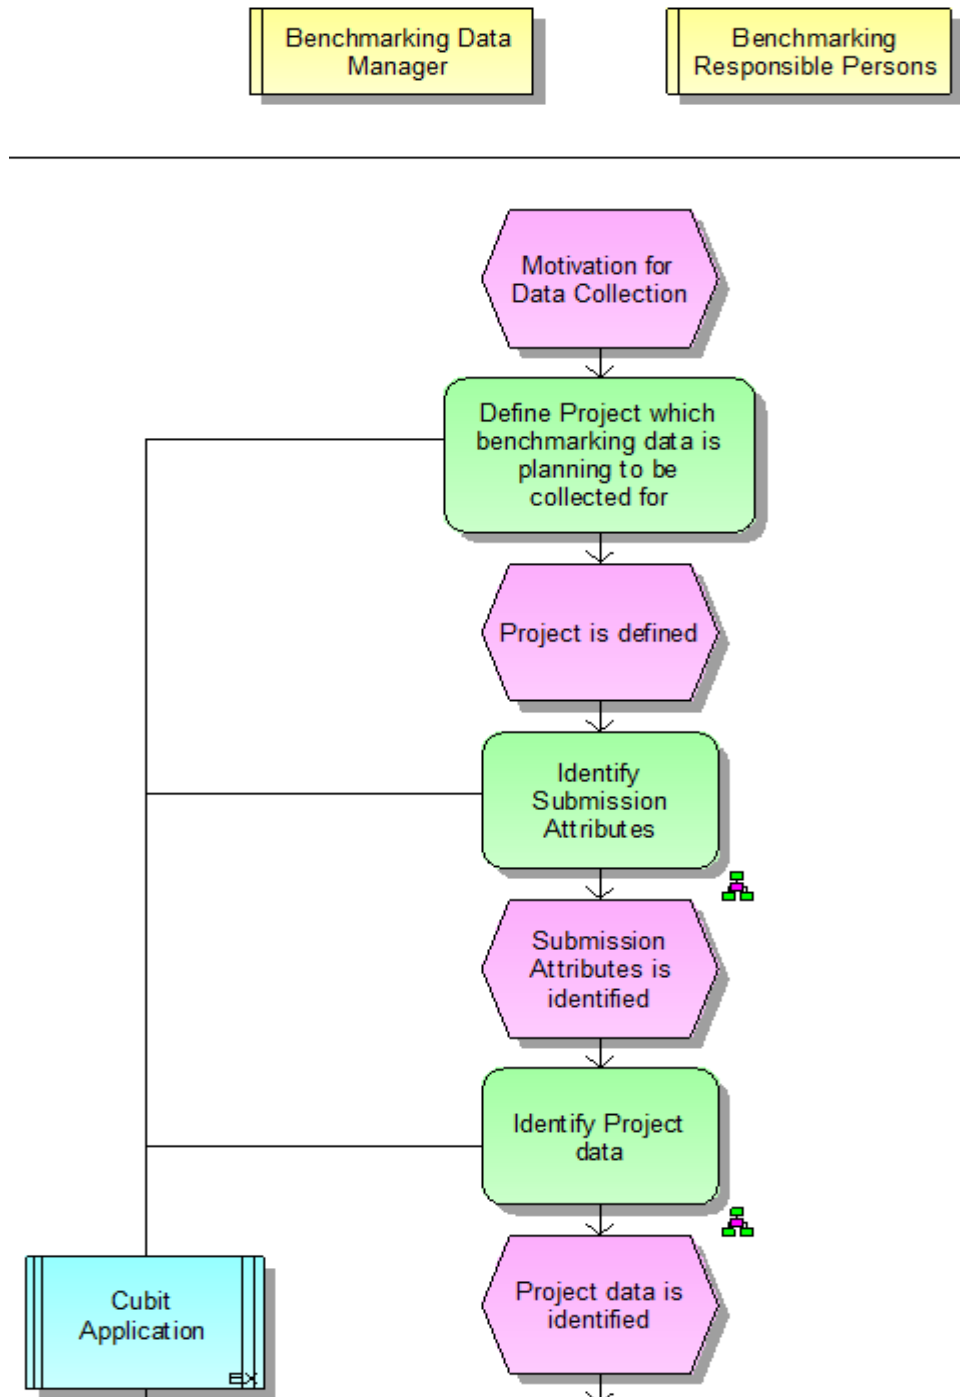 Benchmarking Data
Manager
Benchmarking
Responsible Persons
Motivation for
Data Collection
Define Project which
benchmarking data is
planning to be
collected for
Project is defined
Identify
Submission
Attributes
Submission
Attributes is
identified
Identify Project
data
Project data is
identified
Cubit
Application
EX